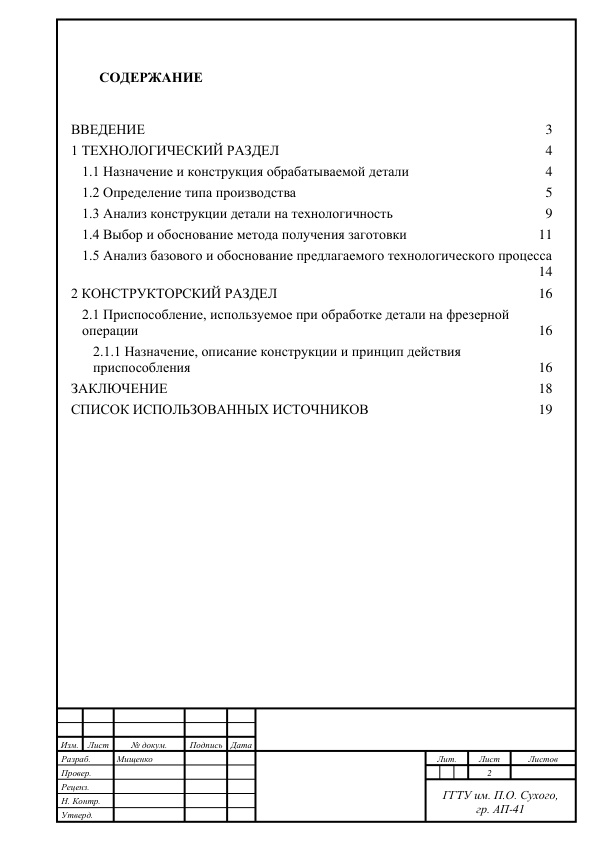 СОДЕРЖАНИЕ
ВВЕДЕНИЕ 3
1 ТЕХНОЛОГИЧЕСКИЙ РАЗДЕЛ 4
1.1 Назначение и конструкция обрабатываемой детали 4
1.2 Определение типа производства 5
1.3 Анализ конструкции детали на технологичность 9
1.4 Выбор и обоснование метода получения заготовки 11
1.5 Анализ базового и обоснование предлагаемого технологического процесса
14
2 КОНСТРУКТОРСКИЙ РАЗДЕЛ 16
2.1 Приспособление, используемое при обработке детали на фрезерной
операции 16
2.1.1 Назначение, описание конструкции и принцип действия
приспособления 16
ЗАКЛЮЧЕНИЕ 18
СПИСОК ИСПОЛЬЗОВАННЫХ ИСТОЧНИКОВ 19
Изм. Лист № докум. Подпись Дата
Разраб. Мищенко Лит. Лист Листов
Провер. 2
Реценз.
Н. Контр.
Утверд.
ГГТУ им. П.О. Сухого,
гр. АП-41